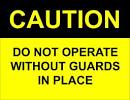 CAUTION
DO NOT OPERATE
WITHOUT GUARDS
IN PLACE